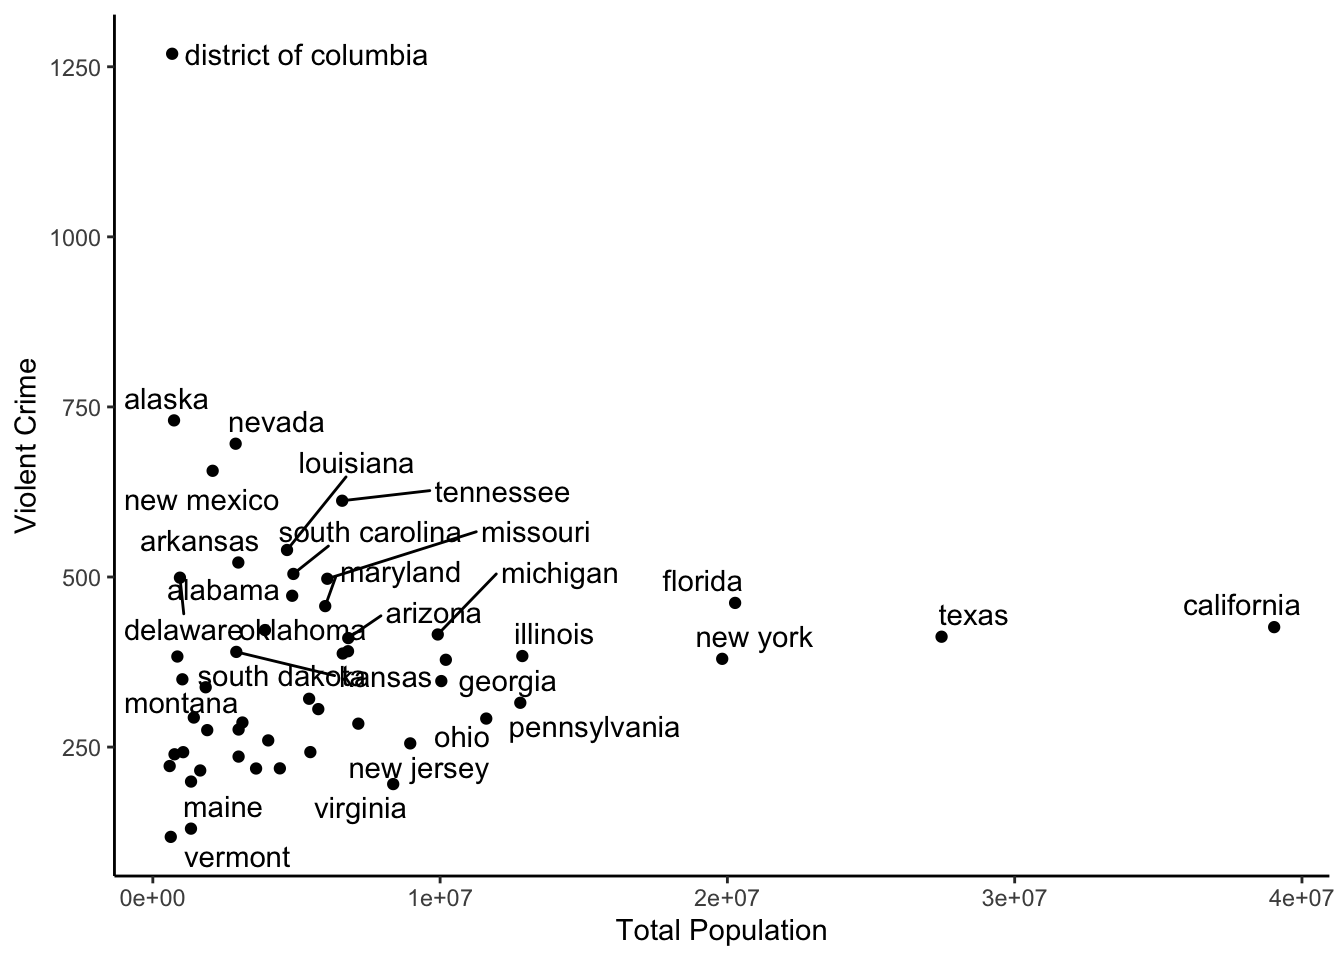 district of columbia
1250
1000
Violent Crime
alaska
750
nevada
louisiana
tennessee
new mexico
south carolina
missouri
arkansas
maryland
michigan
500
florida
alabama
california
arizona
texas
delaware
oklahoma
illinois
new york
south dakota
kansas
georgia
montana
pennsylvania
ohio
250
new jersey
maine
virginia
vermont
0e+00 1e+07 2e+07 3e+07 4e+07
Total Population